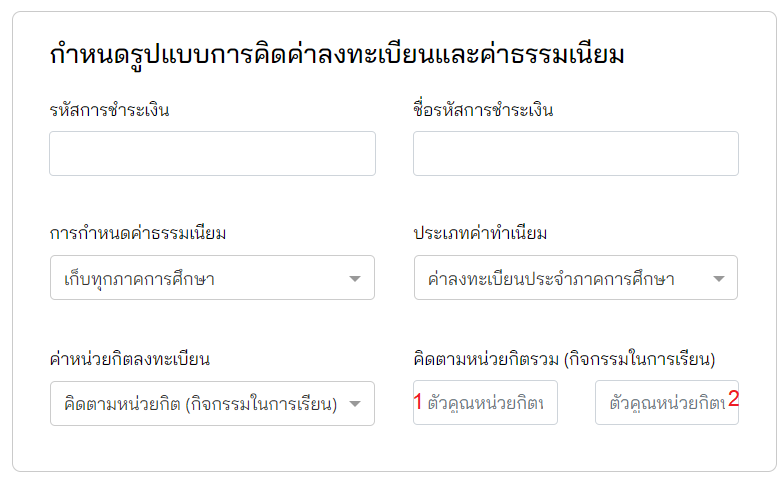 กำหนดรูปแบบการคิดค่าลงทะเบียนและค่าธรรมเนียม
รหัสการชำระเงิน
ชื่อรหัสการชำระเงิน
การกำหนดค่าธรรมเนียม
ประเภทค่าทำเนียม
เก็บทุกภาคการศึกษา
ค่าลงทะเบียนประจำภาคการศึกษา
ค่าหน่วยกิตลงทะเบียน
คิดตามหน่วยกิตรวม (กิจกรรมในการเรียน)
คิดตามหน่วยกิต (กิจกรรมในการเรียน)
1 ตัวคูณหน่วยกิต
ตัวคูณหน่วยกิต 2